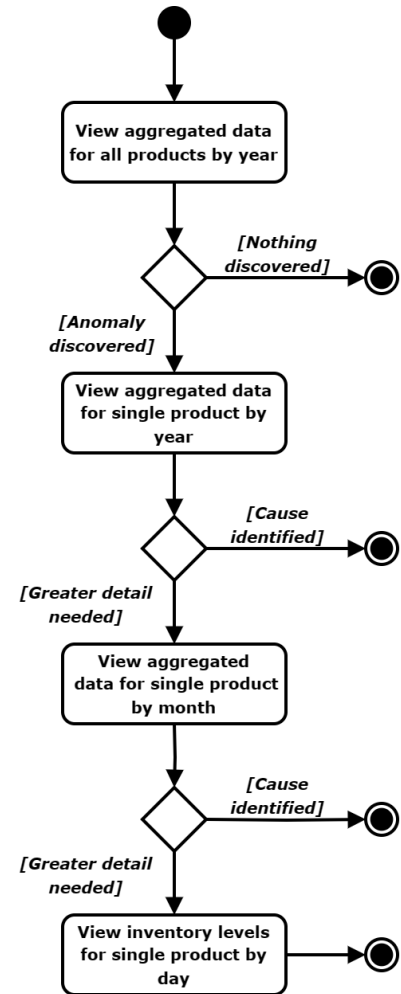 View aggregated data
for all products by year
[Nothing
discovered]
[Anomaly
discovered]
View aggregated data
for single product by
year
[Cause
identified]
[Greater detail
needed]
View aggregated
data for single product
by month
[Cause
identified]
[Greater detail
needed]
View inventory levels
for single product by
day